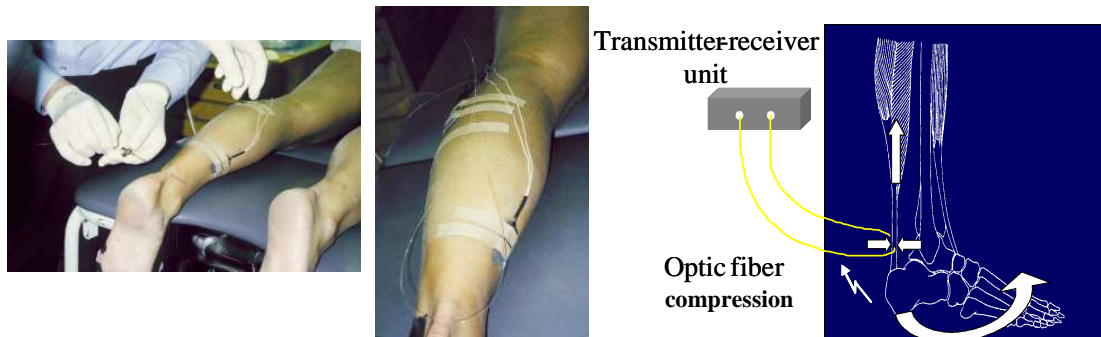 Transmitter-receiver
unit
Optic fiber
compression